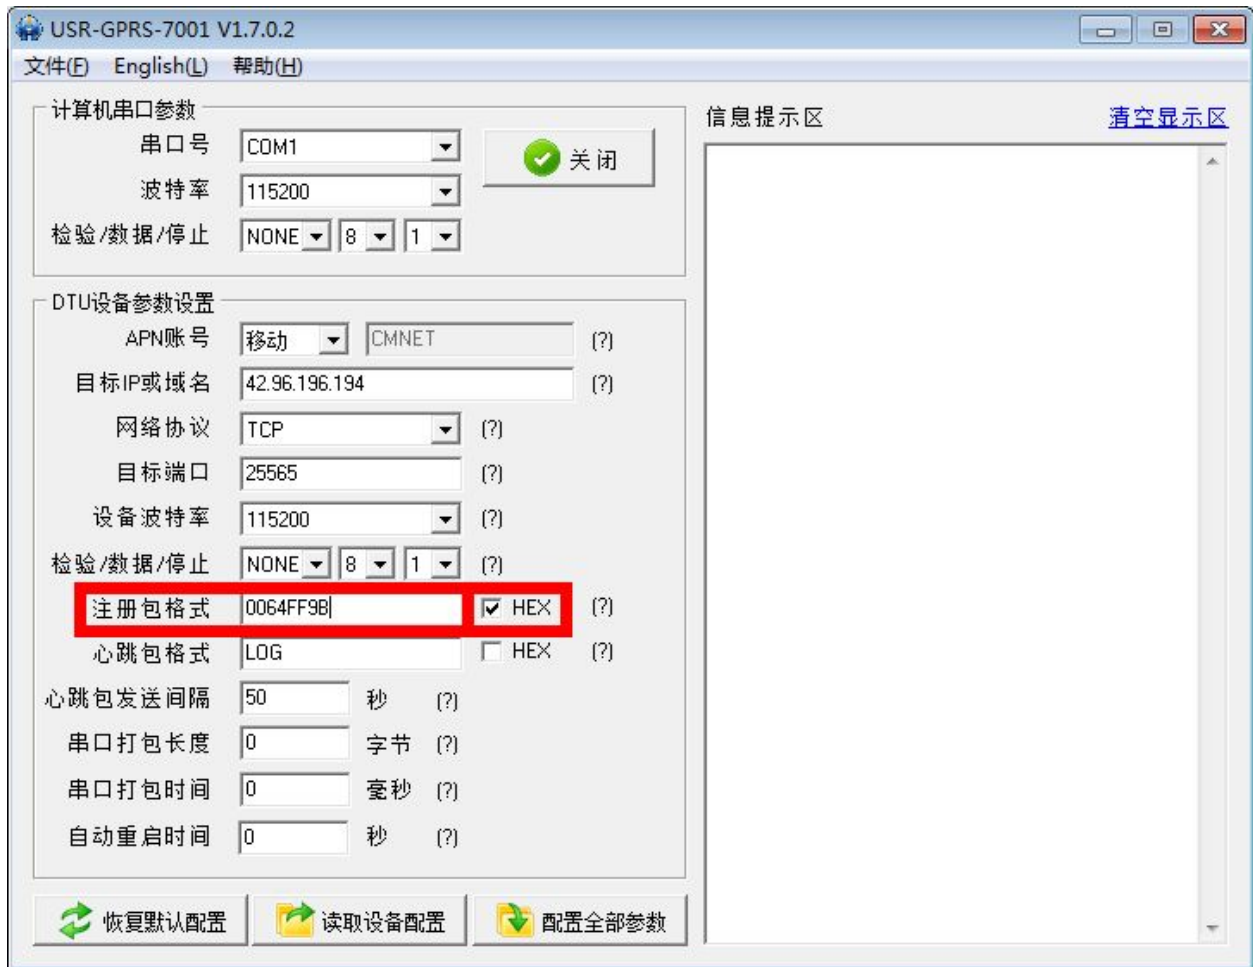 USR-GPRS-7001 V1.7.0.2
文件(F) English(L) 帮助(H)
计算机串口参数
串口号 COM1 关闭
波特率 115200
检验/数据/停止 NONE 8 1
信息提示区 清空显示区
DTU设备参数设置
APN账号 移动 CMNET (?)
目标IP或域名 42.96.196.194 (?)
网络协议 TCP (?)
目标端口 25565 (?)
设备波特率 115200 (?)
检验/数据/停止 NONE 8 1 (?)
注册包格式 0064FF9B HEX (?)
心跳包格式 LOG HEX (?)
心跳包发送间隔 50 秒 (?)
串口打包长度 0 字节 (?)
串口打包时间 0 毫秒 (?)
自动重启时间 0 秒 (?)
恢复默认配置 读取设备配置 配置全部参数